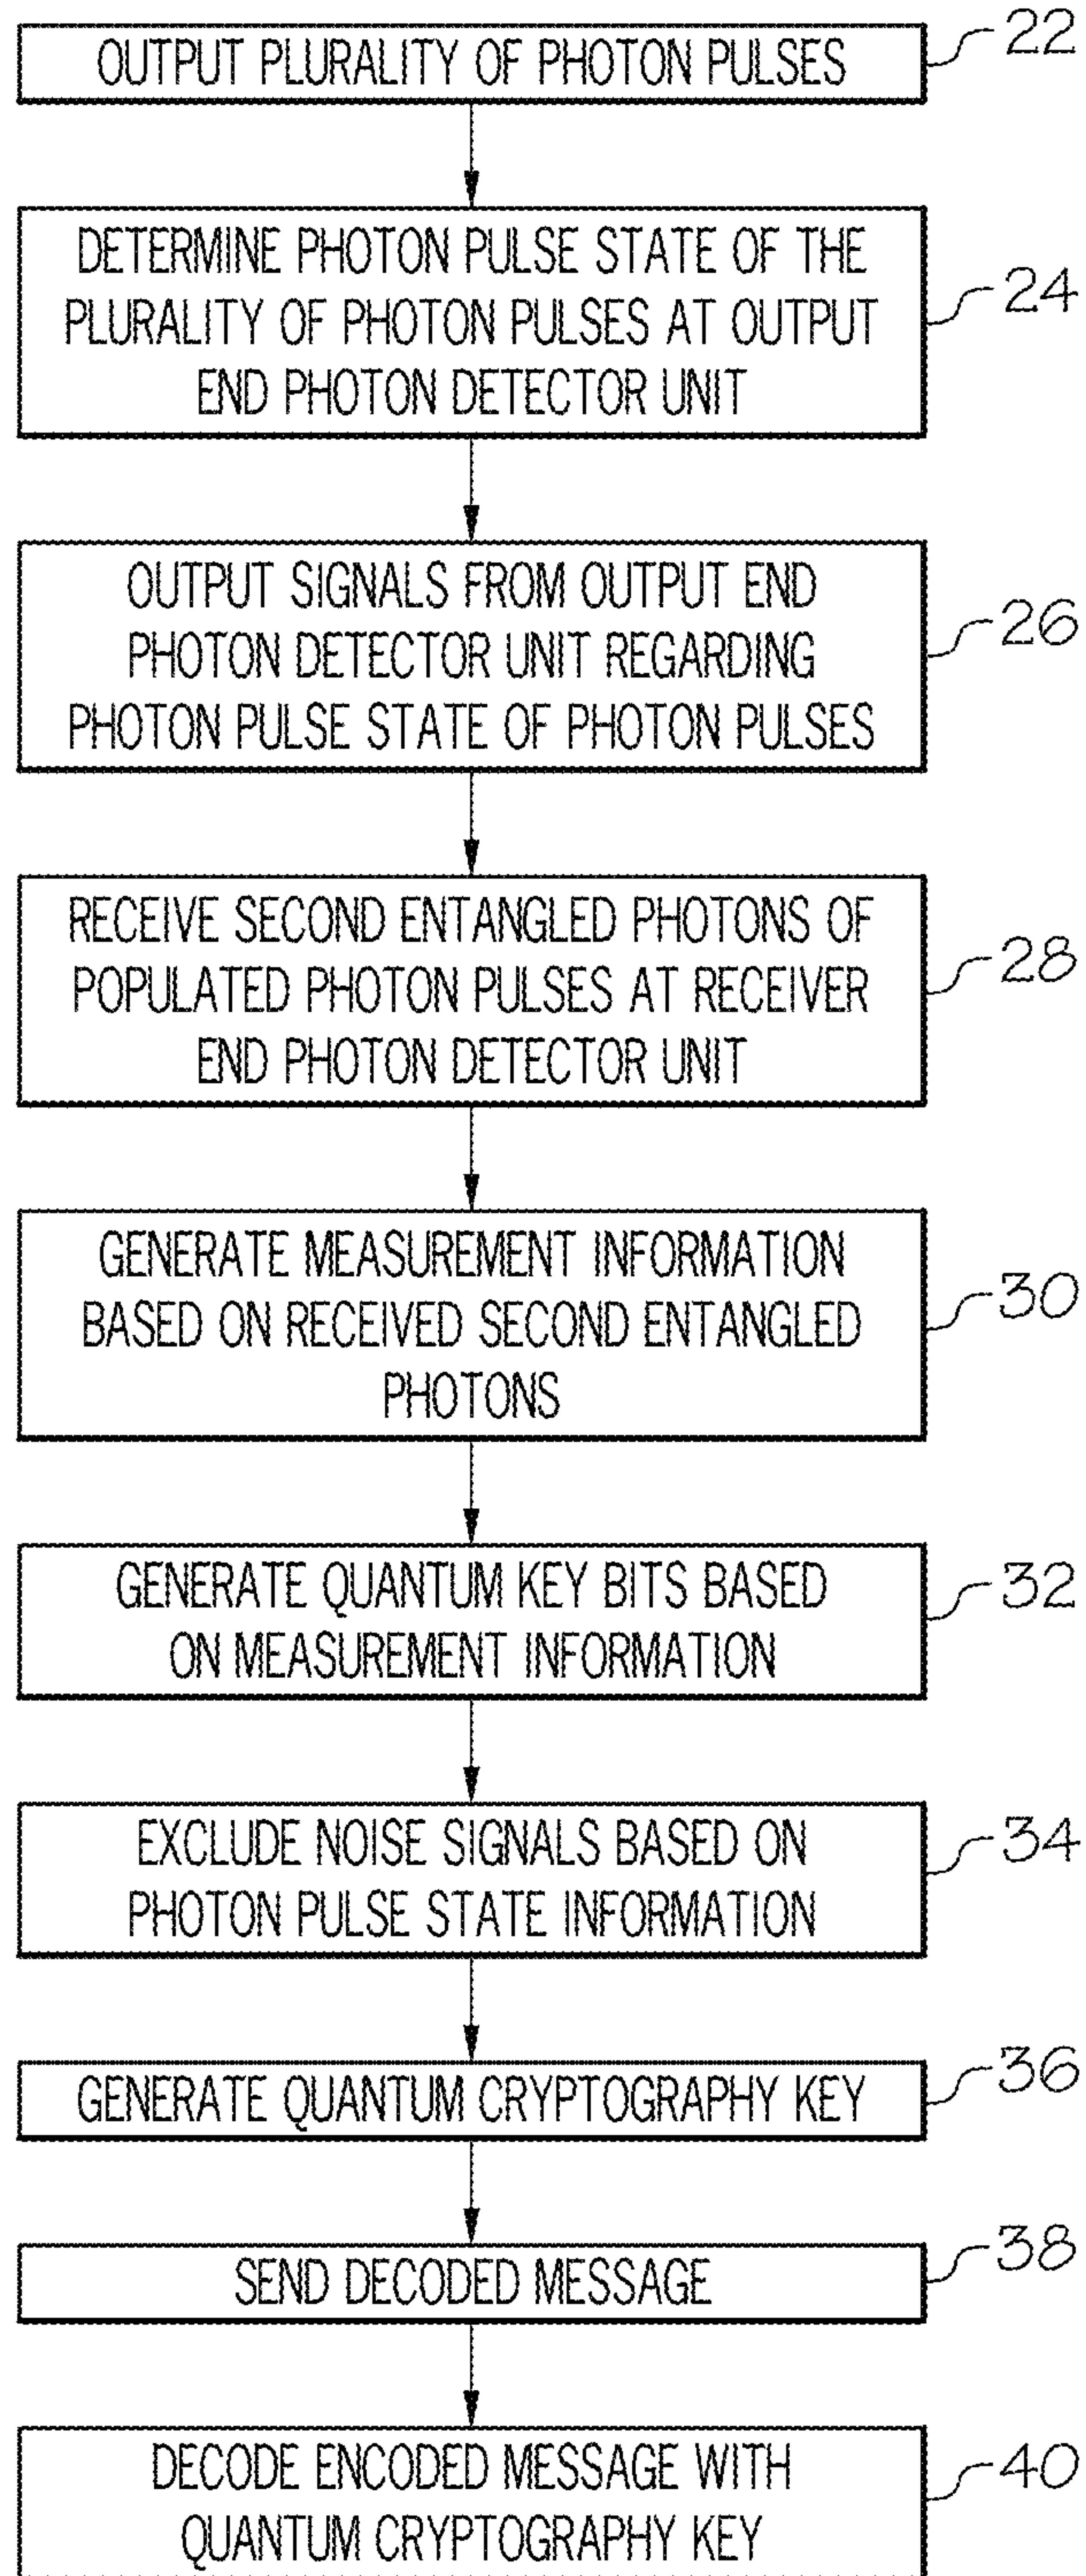 OUTPUT PLURALITY OF PHOTON PULSES
22
DETERMINE PHOTON PULSE STATE OF THE
PLURALITY OF PHOTON PULSES AT OUTPUT
END PHOTON DETECTOR UNIT
24
OUTPUT SIGNALS FROM OUTPUT END
PHOTON DETECTOR UNIT REGARDING
PHOTON PULSE STATE OF PHOTON PULSES
26
RECEIVE SECOND ENTANGLED PHOTONS OF
POPULATED PHOTON PULSES AT RECEIVER
END PHOTON DETECTOR UNIT
28
GENERATE MEASUREMENT INFORMATION
BASED ON RECEIVED SECOND ENTANGLED
PHOTONS
30
GENERATE QUANTUM KEY BITS BASED
ON MEASUREMENT INFORMATION
32
EXCLUDE NOISE SIGNALS BASED ON
PHOTON PULSE STATE INFORMATION
34
GENERATE QUANTUM CRYPTOGRAPHY KEY
36
SEND DECODED MESSAGE
38
DECODE ENCODED MESSAGE WITH
QUANTUM CRYPTOGRAPHY KEY
40